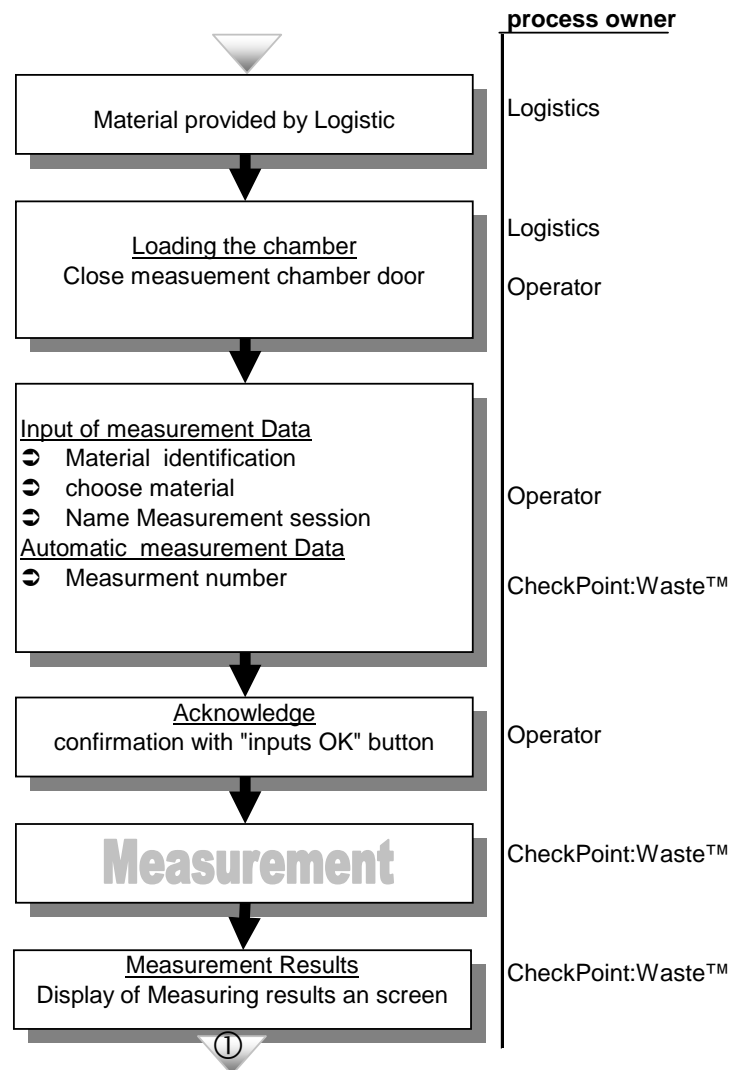 process owner
Material provided by Logistic
Logistics
Loading the chamber
Close measuement chamber door
Logistics
Operator
Input of measurement Data
➲ Material identification
➲ choose material
➲ Name Measurement session
Automatic measurement Data
➲ Measurment number
Operator
CheckPoint:Waste™
Acknowledge
confirmation with "inputs OK" button
Operator
Measurement
CheckPoint:Waste™
Measurement Results
Display of Measuring results an screen
CheckPoint:Waste™
①